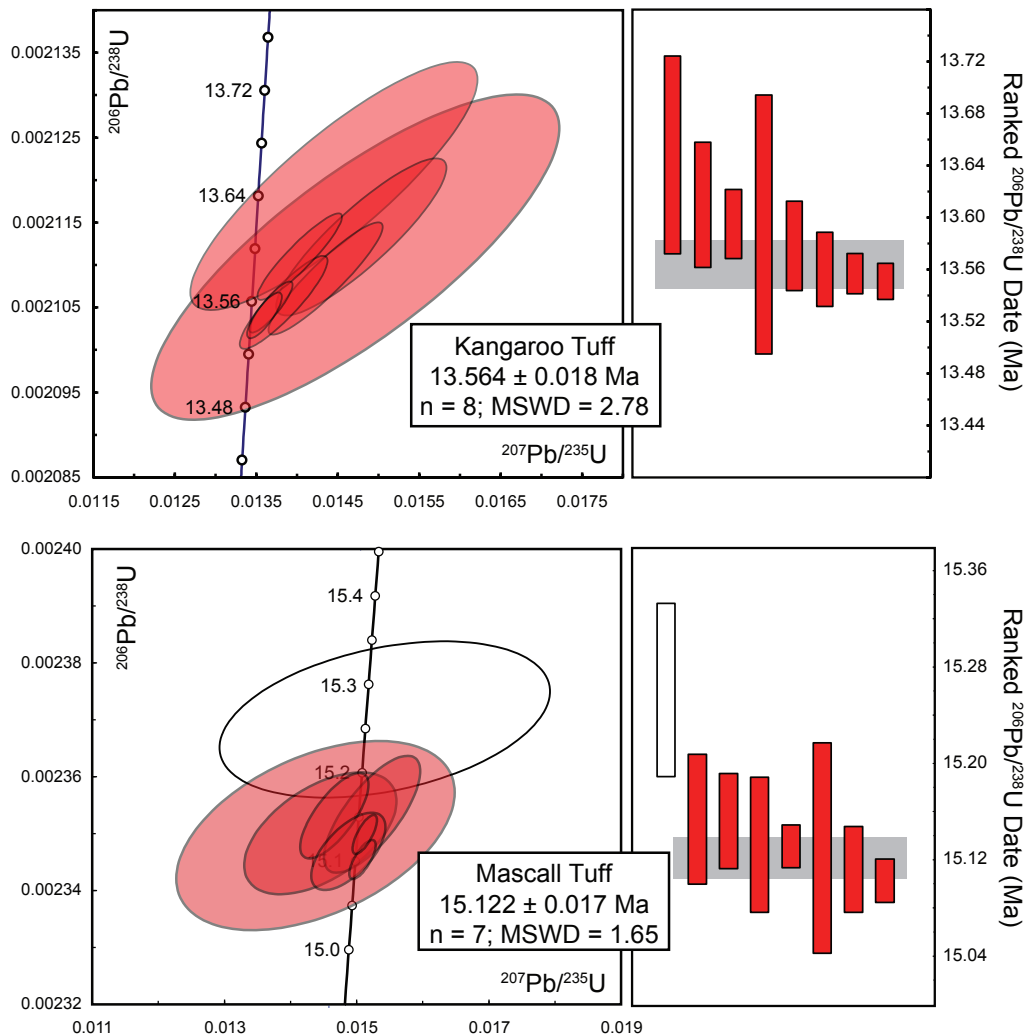 0.002135
0.002125
0.002115
0.002105
0.002095
0.002085
206Pb/238U
13.72
13.64
13.56
13.48
Kangaroo Tuff
13.564 ± 0.018 Ma
n = 8; MSWD = 2.78
207Pb/235U
0.0115 0.0125 0.0135 0.0145 0.0155 0.0165 0.0175
13.72
13.68
13.64
13.60
13.56
13.52
13.48
13.44
Ranked 206Pb/238U Date (Ma)
0.00240
0.00238
0.00236
0.00234
0.00232
206Pb/238U
15.4
15.3
15.2
15.1
15.0
Mascall Tuff
15.122 ± 0.017 Ma
n = 7; MSWD = 1.65
207Pb/235U
0.011 0.013 0.015 0.017 0.019
15.36
15.28
15.20
15.12
15.04
Ranked 206Pb/238U Date (Ma)